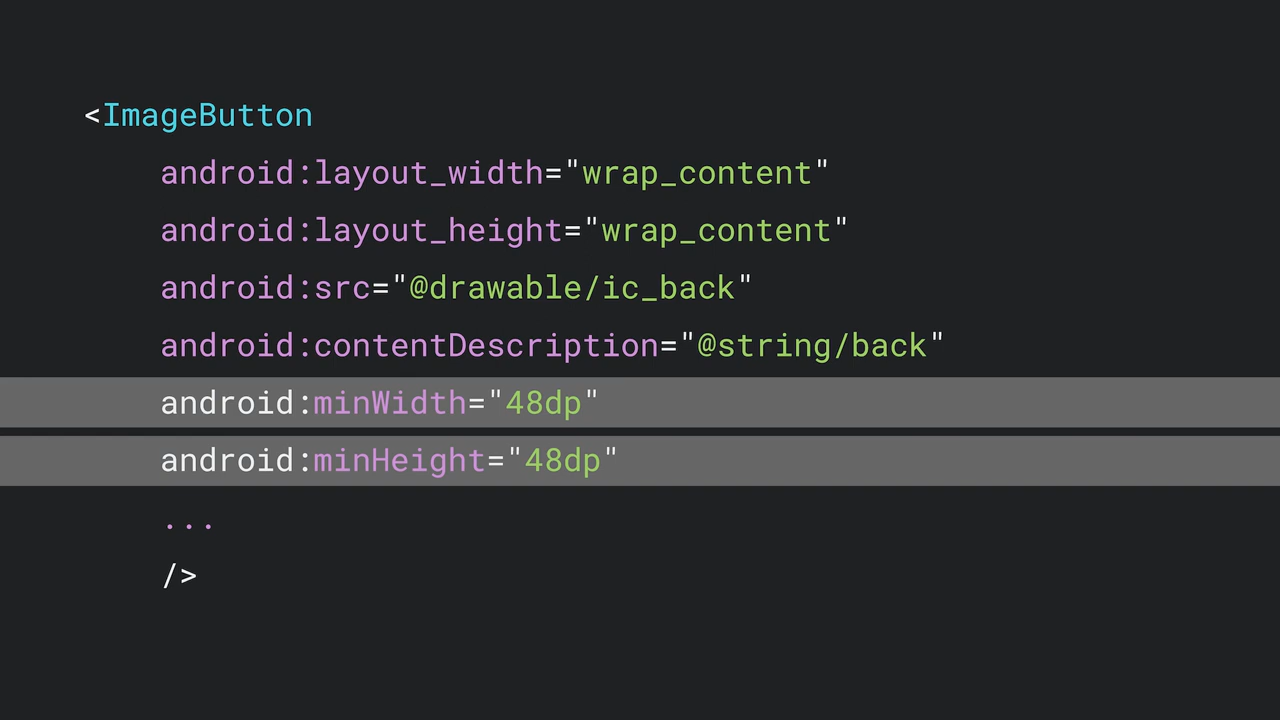 <ImageButton
android:layout_width="wrap_content"
android:layout_height="wrap_content"
android:src="@drawable/ic_back"
android:contentDescription="@string/back"
android:minWidth="48dp"
android:minHeight="48dp"
...
/>